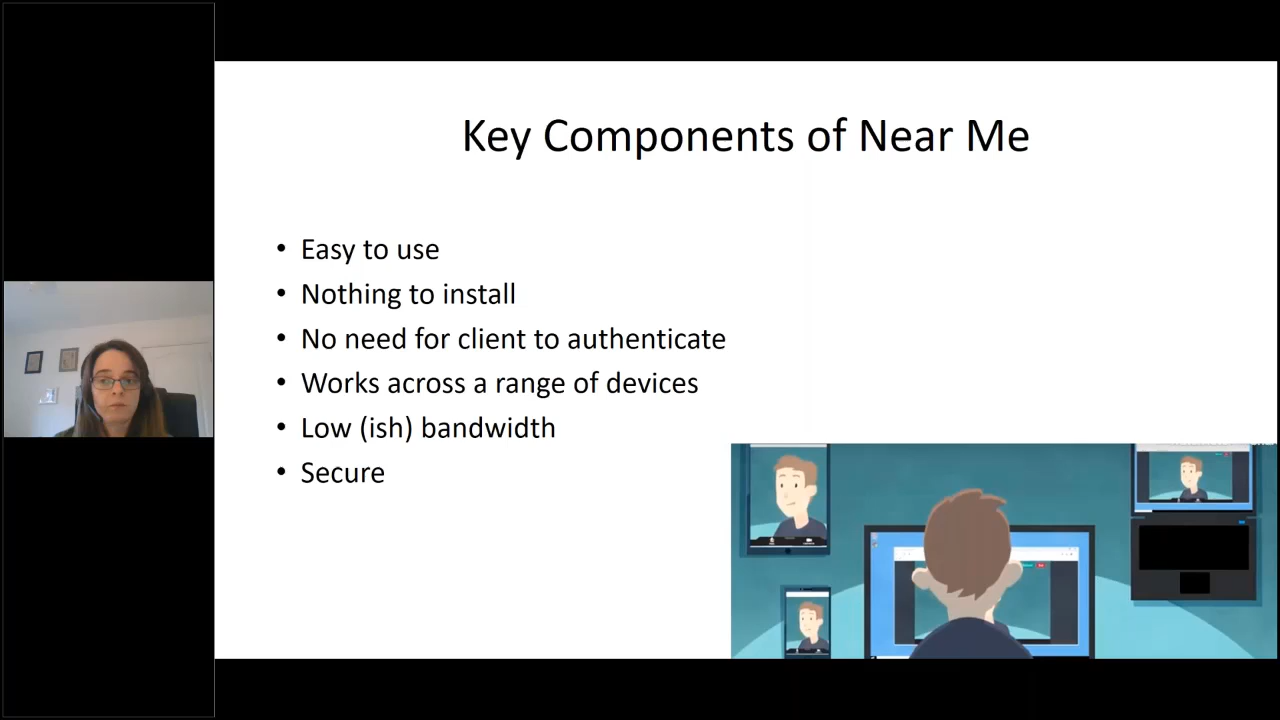 Key Components of Near Me
• Easy to use
• Nothing to install
• No need for client to authenticate
• Works across a range of devices
• Low (ish) bandwidth
• Secure